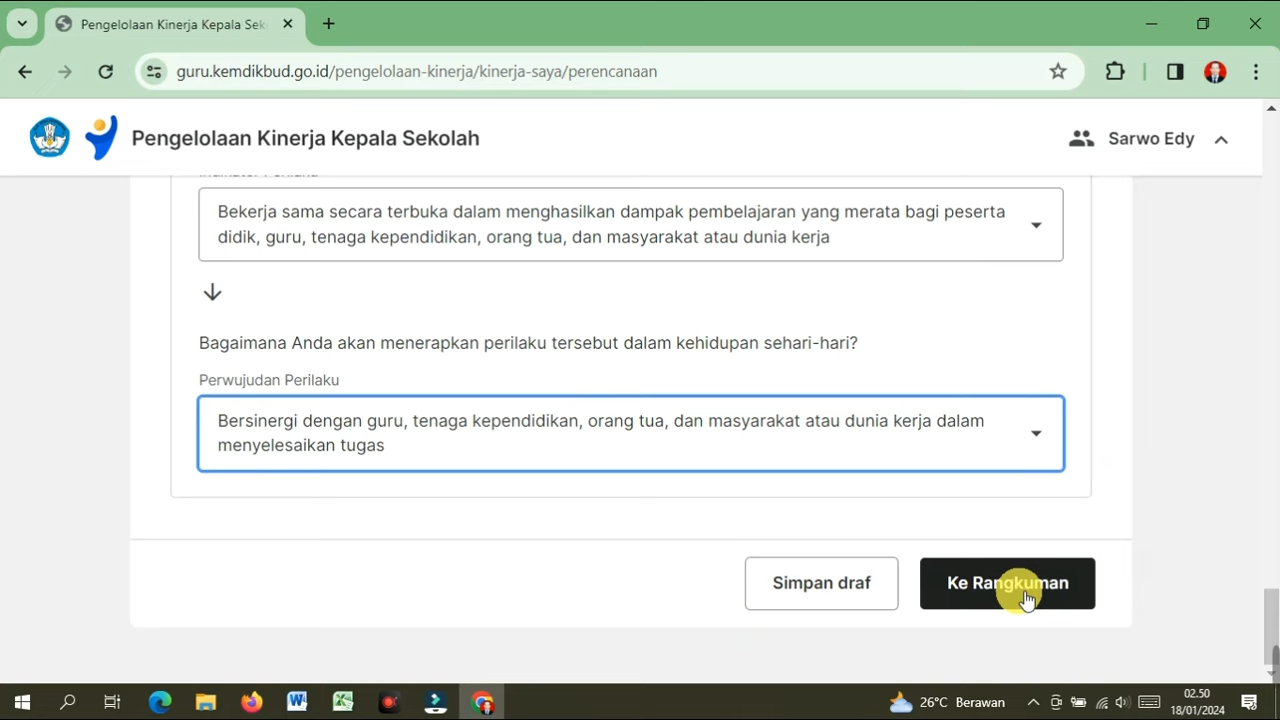 Pengelolaan Kinerja Kepala Sek
guru.kemdikbud.go.id/pengelolaan-kinerja/kinerja-saya/perencanaan
Pengelolaan Kinerja Kepala Sekolah
Sarwo Edy
Bekerja sama secara terbuka dalam menghasilkan dampak pembelajaran yang merata bagi peserta
didik, guru, tenaga kependidikan, orang tua, dan masyarakat atau dunia kerja
Bagaimana Anda akan menerapkan perilaku tersebut dalam kehidupan sehari-hari?
Perwujudan Perilaku
Bersinergi dengan guru, tenaga kependidikan, orang tua, dan masyarakat atau dunia kerja dalam
menyelesaikan tugas
Simpan draf
Ke Rangkuman
26°C Berawan
02.50
18/01/2024